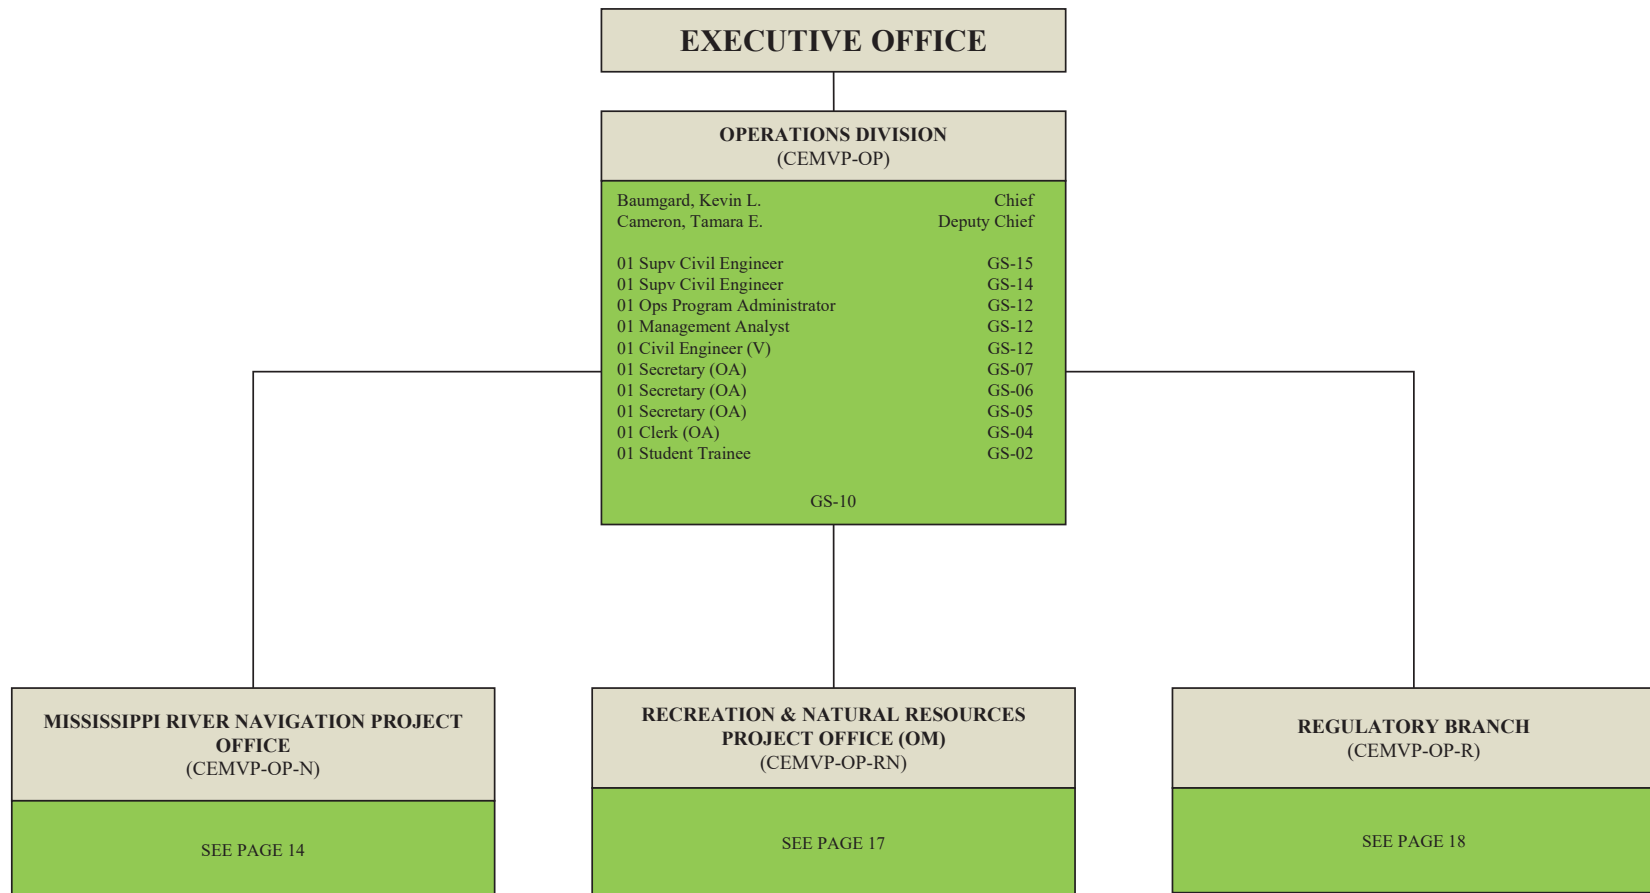 EXECUTIVE OFFICE
OPERATIONS DIVISION
(CEMVP-OP)
Baumgard, Kevin L. Chief
Cameron, Tamara E. Deputy Chief
01 Supv Civil Engineer GS-15
01 Supv Civil Engineer GS-14
01 Ops Program Administrator GS-12
01 Management Analyst GS-12
01 Civil Engineer (V) GS-12
01 Secretary (OA) GS-07
01 Secretary (OA) GS-06
01 Secretary (OA) GS-05
01 Clerk (OA) GS-04
01 Student Trainee GS-02
GS-10
MISSISSIPPI RIVER NAVIGATION PROJECT
OFFICE
(CEMVP-OP-N)
SEE PAGE 14
RECREATION & NATURAL RESOURCES
PROJECT OFFICE (OM)
(CEMVP-OP-RN)
SEE PAGE 17
REGULATORY BRANCH
(CEMVP-OP-R)
SEE PAGE 18